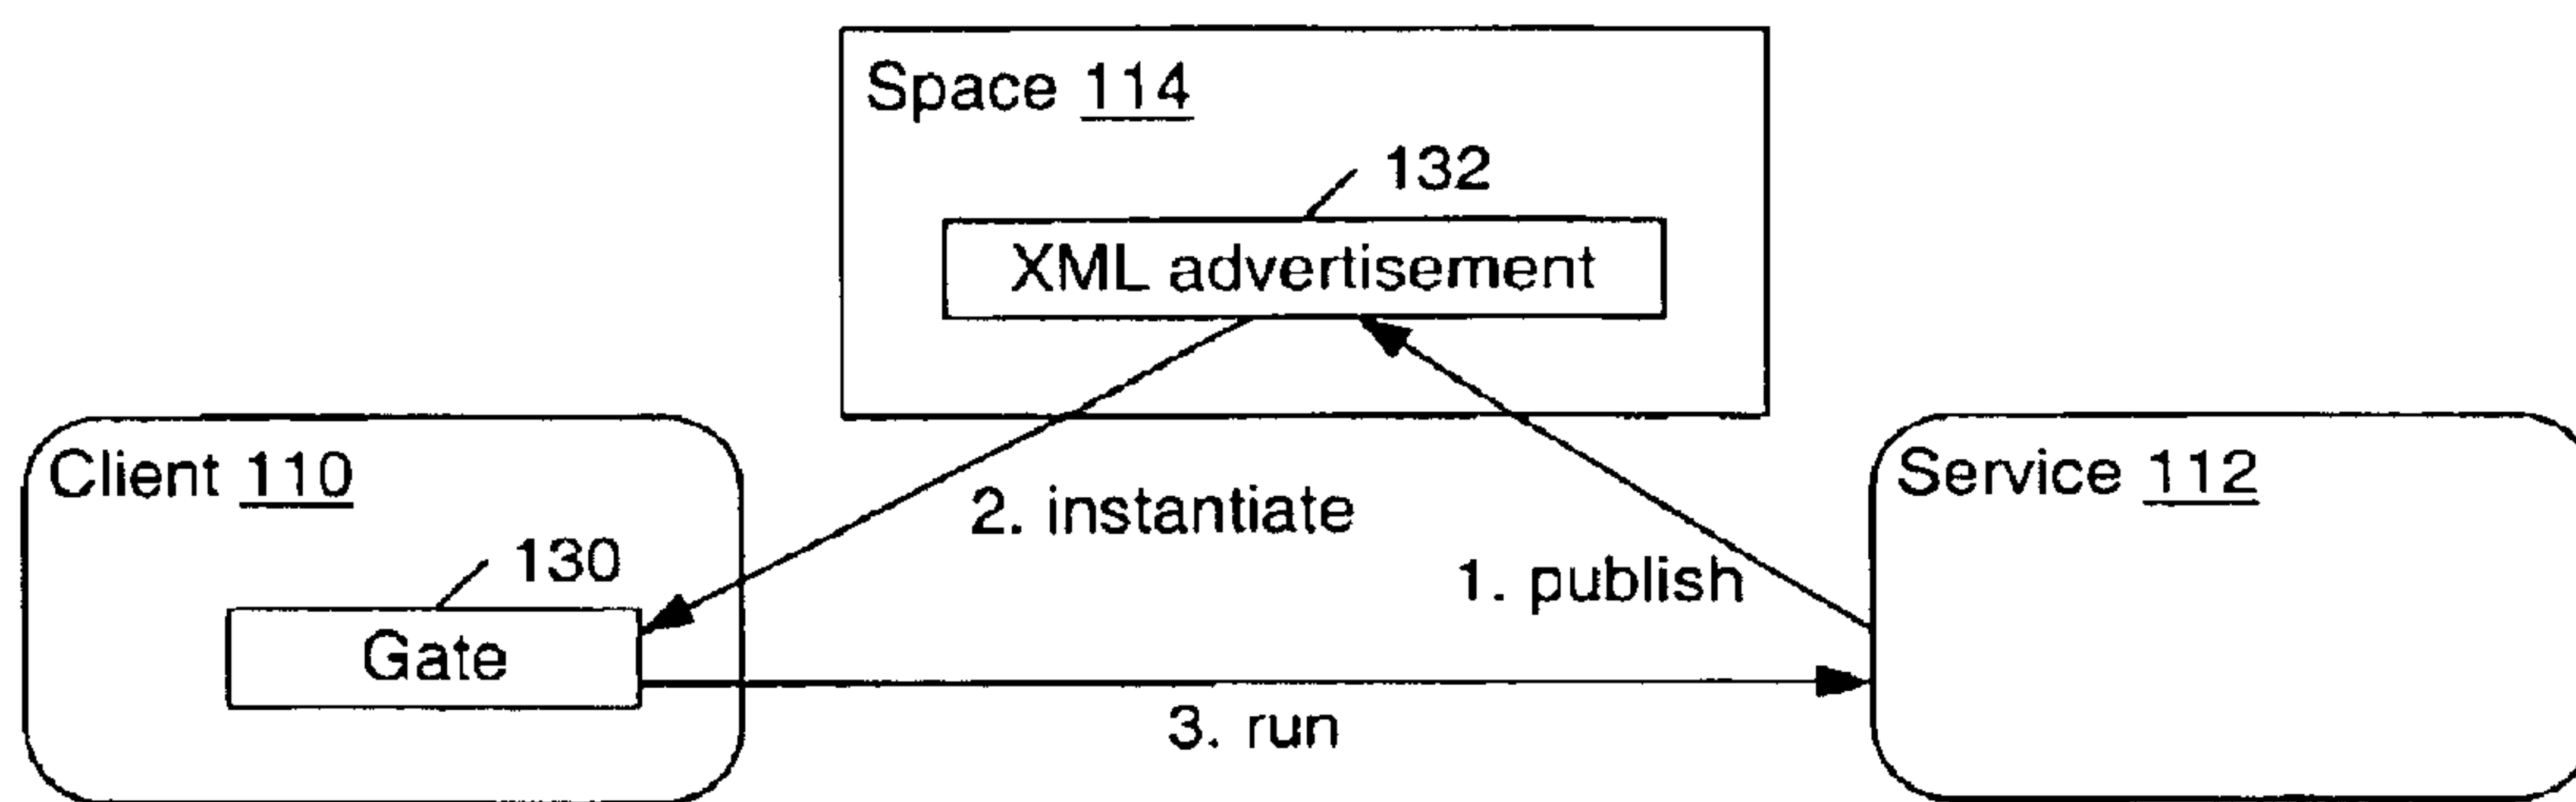 Space 114
132
XML advertisement
Client 110
Service 112
2. instantiate
130
1. publish
Gate
3. run